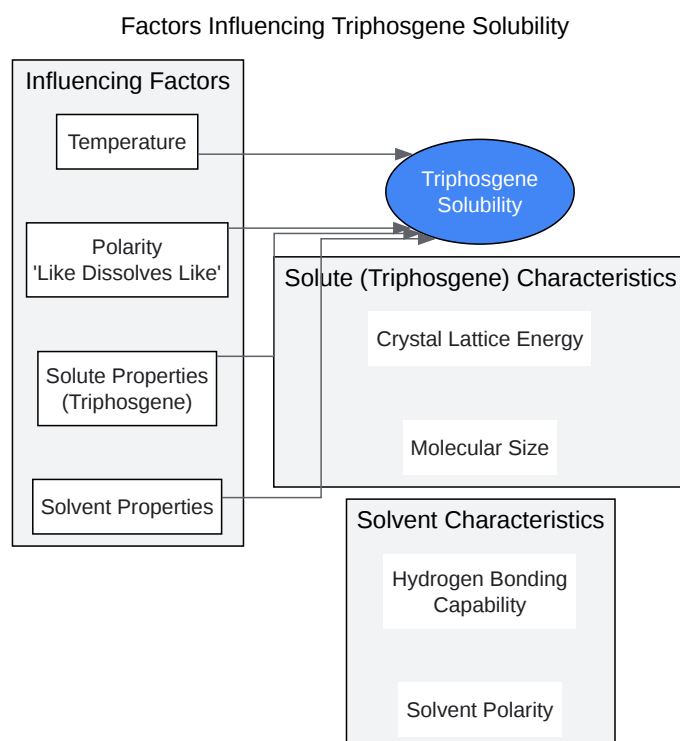 Factors Influencing Triphosgene Solubility
Influencing Factors
Temperature
Polarity
'Like Dissolves Like'
Solute Properties
(Triphosgene)
Solvent Properties
Triphosgene
Solubility
Solute (Triphosgene) Characteristics
Crystal Lattice Energy
Molecular Size
Solvent Characteristics
Hydrogen Bonding
Capability
Solvent Polarity